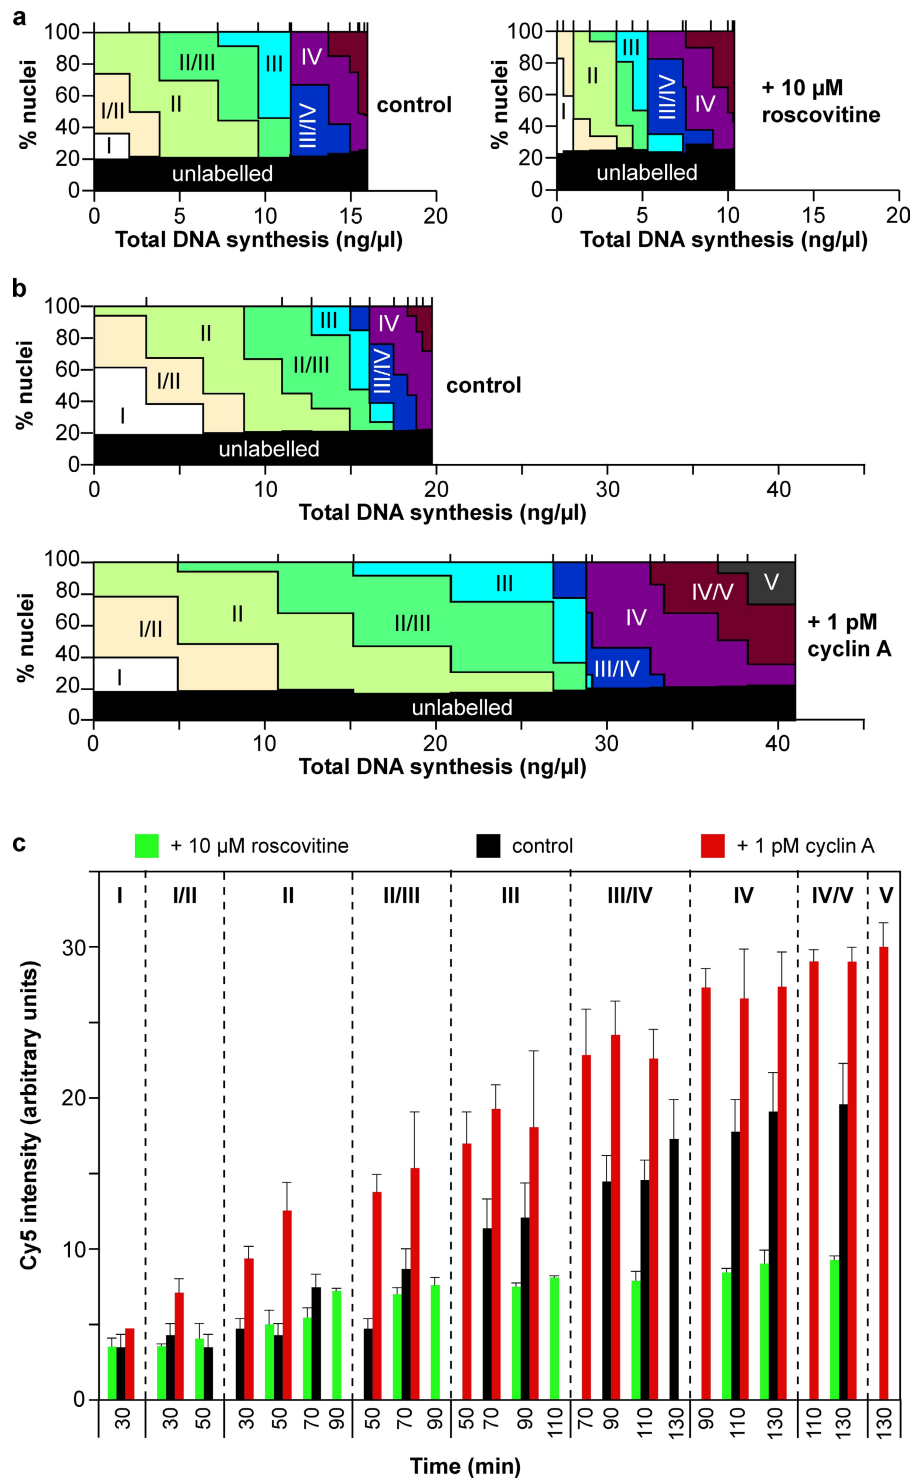 a
% nuclei
100
80
60
40
20
0
I
I/II
II
II/III
III
III/IV
IV
unlabelled
control
0 5 10 15 20
Total DNA synthesis (ng/µl)
100
80
60
40
20
0
% nuclei
I
II
III
III/IV
IV
unlabelled
+ 10 µM
roscovitine
0 5 10 15 20
Total DNA synthesis (ng/µl)
b
% nuclei
100
80
60
40
20
0
I
I/II
II
II/III
III
III/IV
IV
unlabelled
control
0 10 20 30 40
Total DNA synthesis (ng/µl)
% nuclei
100
80
60
40
20
0
I
I/II
II
II/III
III
III/IV
IV
IV/V
V
unlabelled
+ 1 pM
cyclin A
0 10 20 30 40
Total DNA synthesis (ng/µl)
c
+ 10 µM roscovitine control + 1 pM cyclin A
I I/II II II/III III III/IV IV IV/V V
Cy5 intensity (arbitrary units)
30
20
10
0
30 30 50 30 50 70 90 50 70 90 50 70 90 110 70 90 110 130 90 110 130 110 130 130
Time (min)